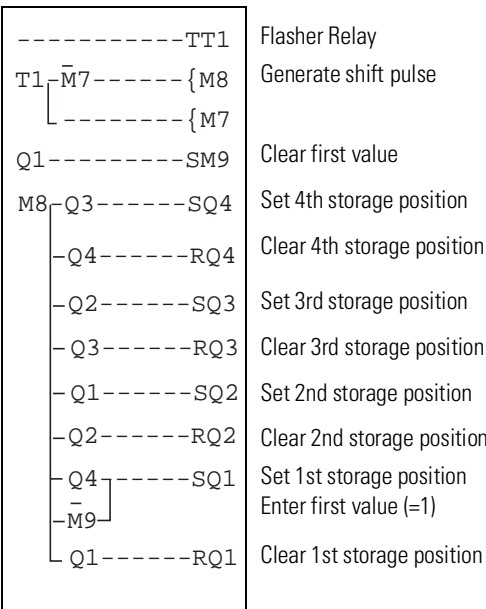 -----------TT1 Flasher Relay
T1-M̅7------{M8 Generate shift pulse
--------{M7
Q1---------SM9 Clear first value
M8-Q3------SQ4 Set 4th storage position
-Q4------RQ4 Clear 4th storage position
-Q2------SQ3 Set 3rd storage position
-Q3------RQ3 Clear 3rd storage position
-Q1------SQ2 Set 2nd storage position
-Q2------RQ2 Clear 2nd storage position
-Q4------SQ1 Set 1st storage position
-M̅9 Enter first value (=1)
Q1------RQ1 Clear 1st storage position